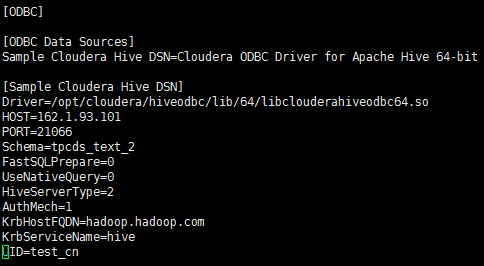 [ODBC]
[ODBC Data Sources]
Sample Cloudera Hive DSN=Cloudera ODBC Driver for Apache Hive 64-bit
[Sample Cloudera Hive DSN]
Driver=/opt/cloudera/hiveodbc/lib/64/libclouderahiveodbc64.so
HOST=162.1.93.101
PORT=21066
Schema=tpcds_text_2
FastSQLPrepare=0
UseNativeQuery=0
HiveServerType=2
AuthMech=1
KrbHostFQDN=hadoop.hadoop.com
KrbServiceName=hive
UID=test_cn